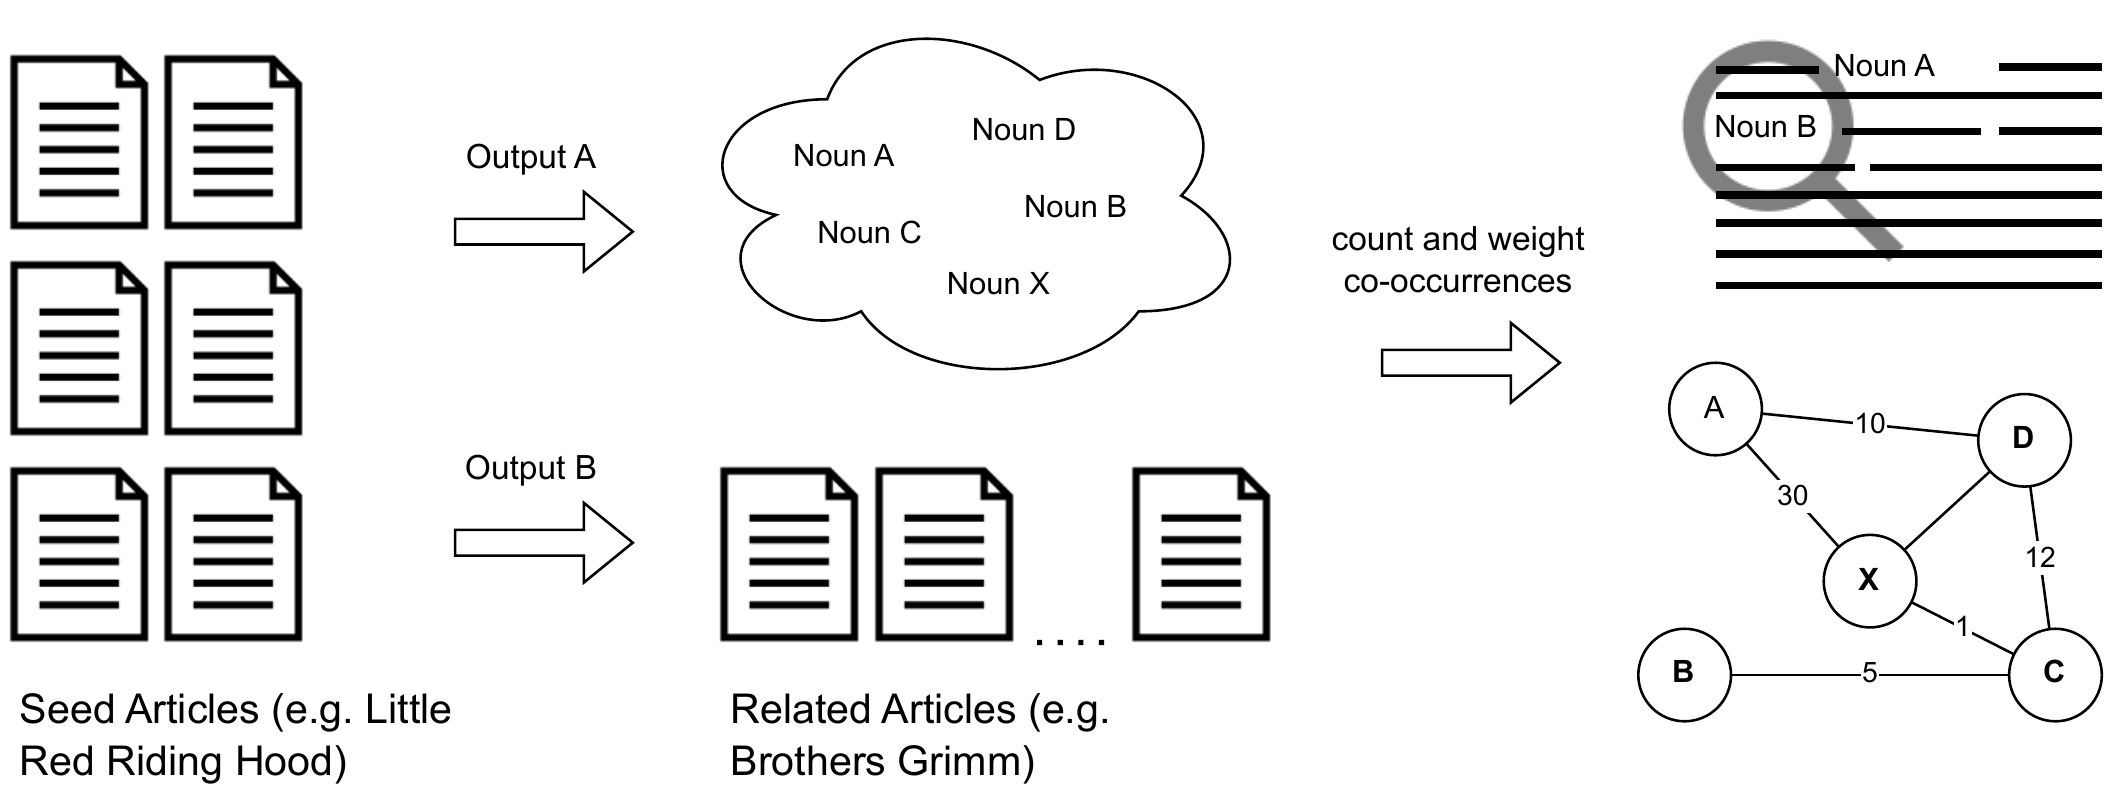 Output A
Noun A
Noun D
Noun B
Noun C
Noun X
count and weight
co-occurrences
Noun A
Noun B
Output B
. . . .
A
10
D
30
12
X
1
B
5
C
Seed Articles (e.g. Little
Red Riding Hood)
Related Articles (e.g.
Brothers Grimm)